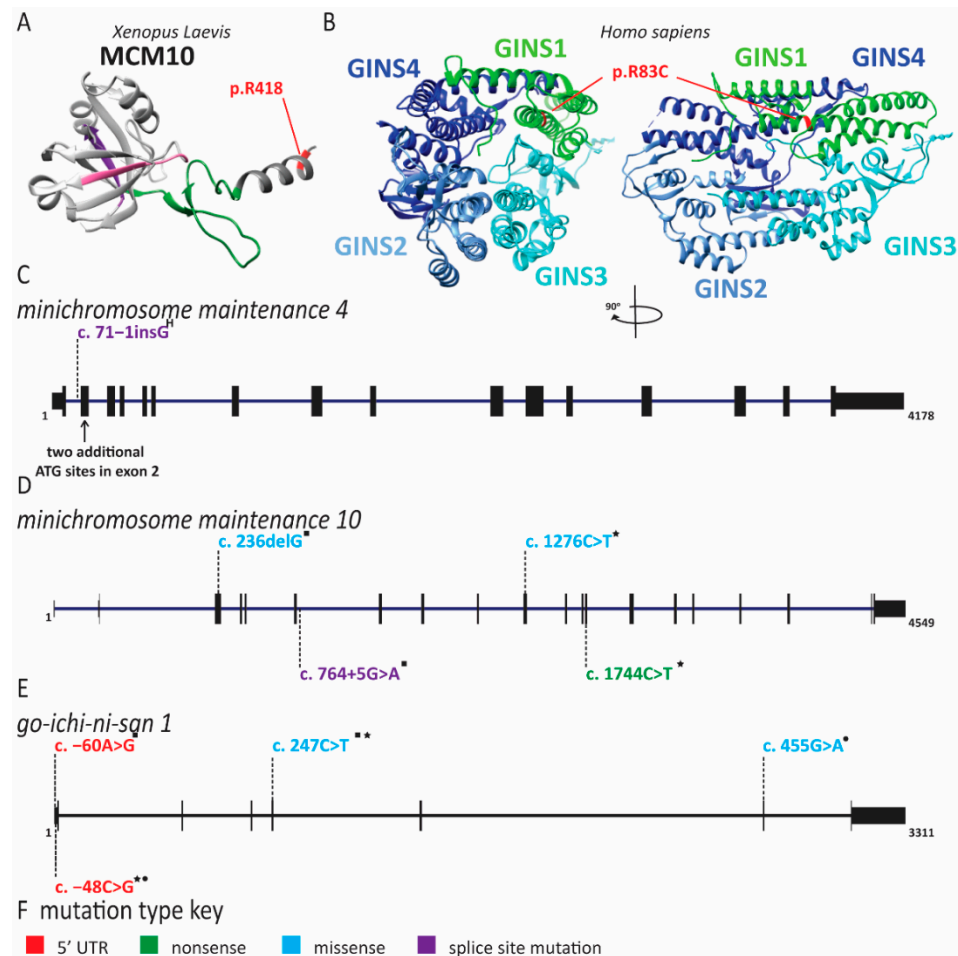 A
Xenopus Laevis
MCM10
p.R418
B
Homo sapiens
GINS1
GINS4
p.R83C
GINS1
GINS4
GINS2
GINS3
GINS2
GINS3
90°
C
minichromosome maintenance 4
c. 71–1insG H
1
4178
two additional
ATG sites in exon 2
D
minichromosome maintenance 10
c. 236delG■
c. 1276C>T★
1
4549
c. 764+5G>A■
c. 1744C>T★
E
go-ichi-ni-san 1
c. –60A>G■
c. 247C>T■★
c. 455G>A●
1
3311
c. –48C>G★●
F mutation type key
5' UTR nonsense missense splice site mutation